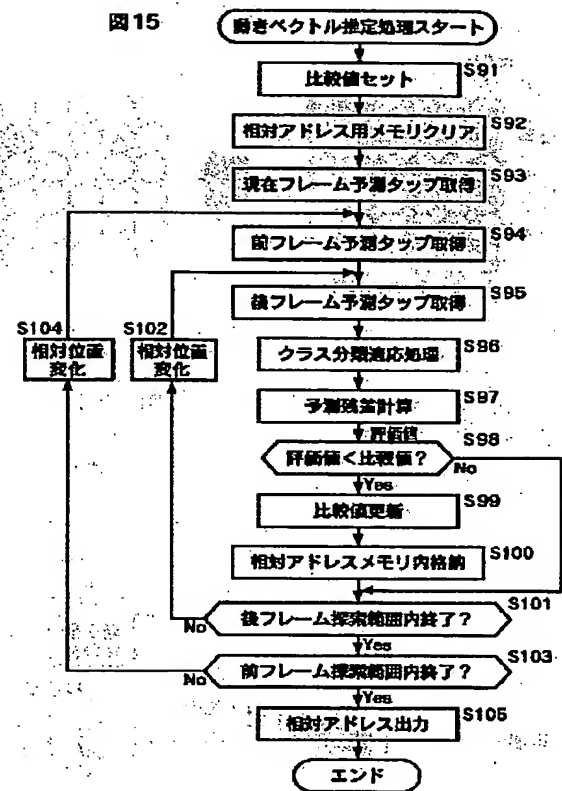 図15
動きベクトル推定処理スタート
S91
比較値セット
S92
相対アドレス用メモリクリア
S93
現在フレーム予測タップ取得
前フレーム予測タップ取得
S94
後フレーム予測タップ取得
S95
S104
S102
相対位置
変化
相対位置
変化
クラス分類適応処理
S96
予測残差計算
S97
評価値
S98
評価値<比較値?
No
Yes
比較値更新
S99
相対アドレスメモリ内格納
S100
S101
後フレーム探索範囲内終了?
No
Yes
S103
前フレーム探索範囲内終了?
No
Yes
相対アドレス出力
S105
エンド